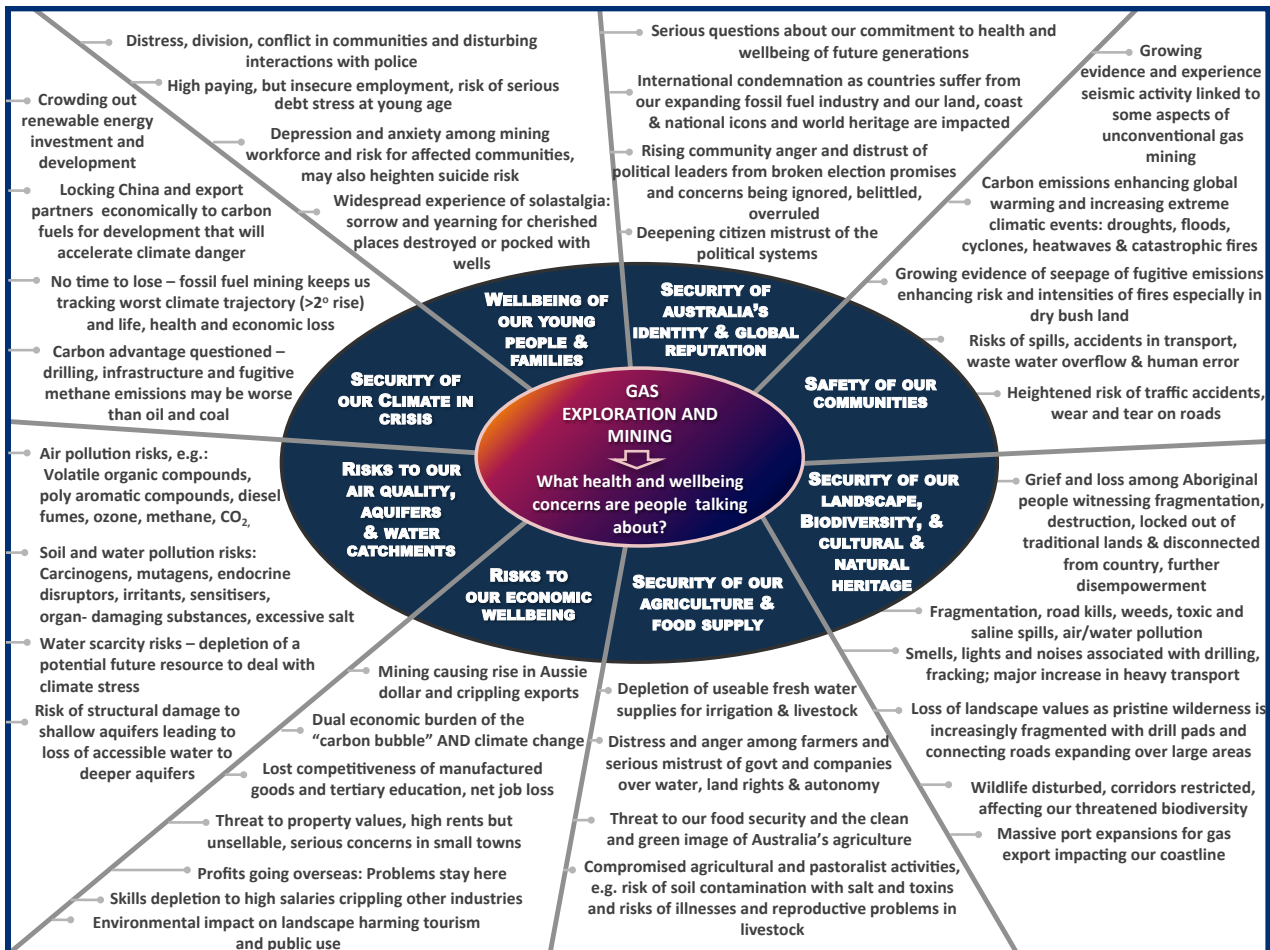 GAS
EXPLORATION AND
MINING
What health and wellbeing
concerns are people talking
about?
WELLBEING OF
OUR YOUNG
PEOPLE &
FAMILIES
Distress, division, conflict in communities and disturbing
interactions with police
High paying, but insecure employment, risk of serious
debt stress at young age
Depression and anxiety among mining
workforce and risk for affected communities,
may also heighten suicide risk
Widespread experience of solastalgia:
sorrow and yearning for cherished
places destroyed or pocked with
wells
SECURITY OF
AUSTRALIA'S
IDENTITY & GLOBAL
REPUTATION
Serious questions about our commitment to health and
wellbeing of future generations
International condemnation as countries suffer from
our expanding fossil fuel industry and our land, coast
& national icons and world heritage are impacted
Rising community anger and distrust of
political leaders from broken election promises
and concerns being ignored, belittled,
overruled
Deepening citizen mistrust of the
political systems
SAFETY OF OUR
COMMUNITIES
Growing
evidence and experience
seismic activity linked to
some aspects of
unconventional gas
mining
Carbon emissions enhancing global
warming and increasing extreme
climatic events: droughts, floods,
cyclones, heatwaves & catastrophic fires
Growing evidence of seepage of fugitive emissions
enhancing risk and intensities of fires especially in
dry bush land
Risks of spills, accidents in transport,
waste water overflow & human error
Heightened risk of traffic accidents,
wear and tear on roads
SECURITY OF OUR
LANDSCAPE,
BIODIVERSITY, &
CULTURAL &
NATURAL
HERITAGE
Grief and loss among Aboriginal
people witnessing fragmentation,
destruction, locked out of
traditional lands & disconnected
from country, further
disempowerment
Fragmentation, road kills, weeds, toxic and
saline spills, air/water pollution
Smells, lights and noises associated with drilling,
fracking; major increase in heavy transport
Loss of landscape values as pristine wilderness is
increasingly fragmented with drill pads and
connecting roads expanding over large areas
Wildlife disturbed, corridors restricted,
affecting our threatened biodiversity
Massive port expansions for gas
export impacting our coastline
SECURITY OF OUR
AGRICULTURE &
FOOD SUPPLY
Depletion of useable fresh water
supplies for irrigation & livestock
Distress and anger among farmers and
serious mistrust of govt and companies
over water, land rights & autonomy
Threat to our food security and the clean
and green image of Australia's agriculture
Compromised agricultural and pastoralist activities,
e.g. risk of soil contamination with salt and toxins
and risks of illnesses and reproductive problems in
livestock
RISKS TO
OUR ECONOMIC
WELLBEING
Mining causing rise in Aussie
dollar and crippling exports
Dual economic burden of the
“carbon bubble” AND climate change
Lost competitiveness of manufactured
goods and tertiary education, net job loss
Threat to property values, high rents but
unsellable, serious concerns in small towns
Profits going overseas: Problems stay here
Skills depletion to high salaries crippling other industries
Environmental impact on landscape harming tourism
and public use
RISKS TO OUR
AIR QUALITY,
AQUIFERS
& WATER
CATCHMENTS
Air pollution risks, e.g.:
Volatile organic compounds,
poly aromatic compounds, diesel
fumes, ozone, methane, CO2,
Soil and water pollution risks:
Carcinogens, mutagens, endocrine
disruptors, irritants, sensitisers,
organ- damaging substances, excessive salt
Water scarcity risks – depletion of a
potential future resource to deal with
climate stress
Risk of structural damage to
shallow aquifers leading to
loss of accessible water to
deeper aquifers
SECURITY OF
OUR CLIMATE IN
CRISIS
Crowding out
renewable energy
investment and
development
Locking China and export
partners economically to carbon
fuels for development that will
accelerate climate danger
No time to lose – fossil fuel mining keeps us
tracking worst climate trajectory (>2º rise)
and life, health and economic loss
Carbon advantage questioned –
drilling, infrastructure and fugitive
methane emissions may be worse
than oil and coal